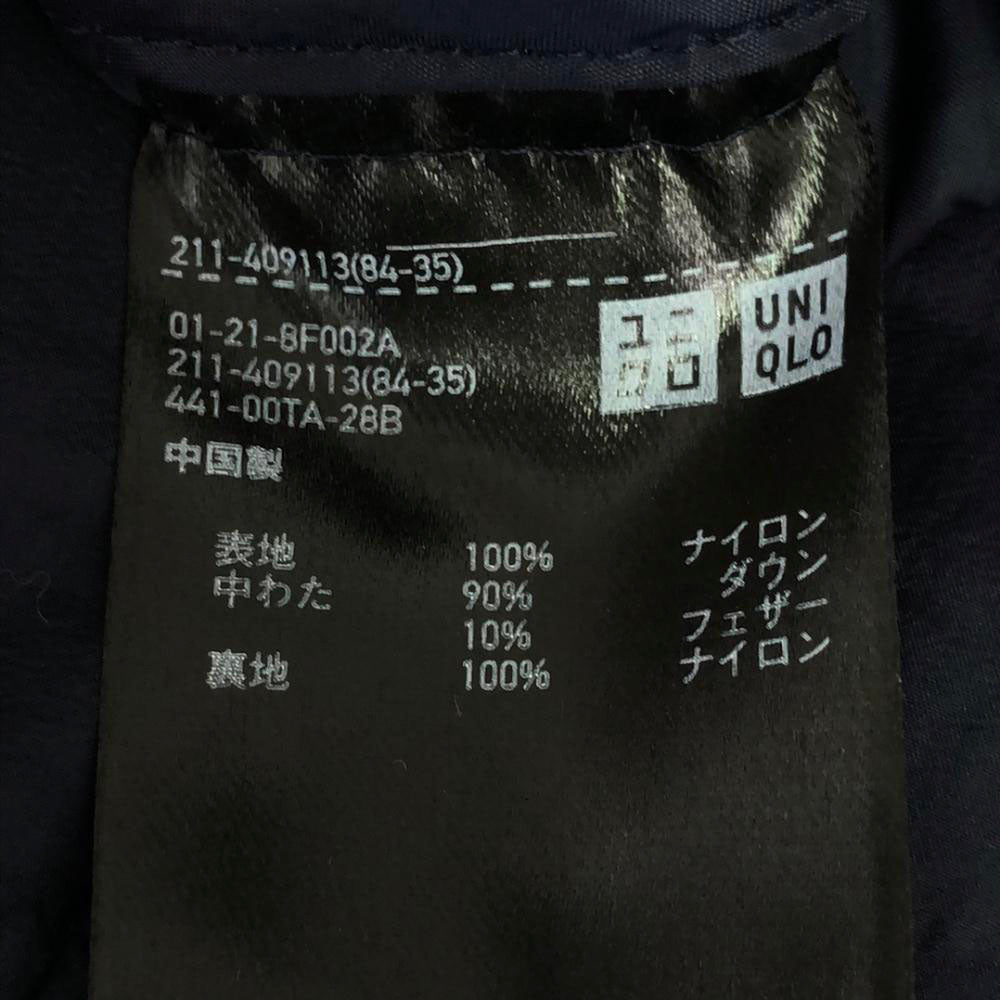 211-409113(84-35)
01-21-8F002A
211-409113(84-35)
441-00TA-28B
中国製
ユニ
クロ
UNI
QLO
表地 100% ナイロン
中わた 90% ダウン
10% フェザー
裏地 100% ナイロン